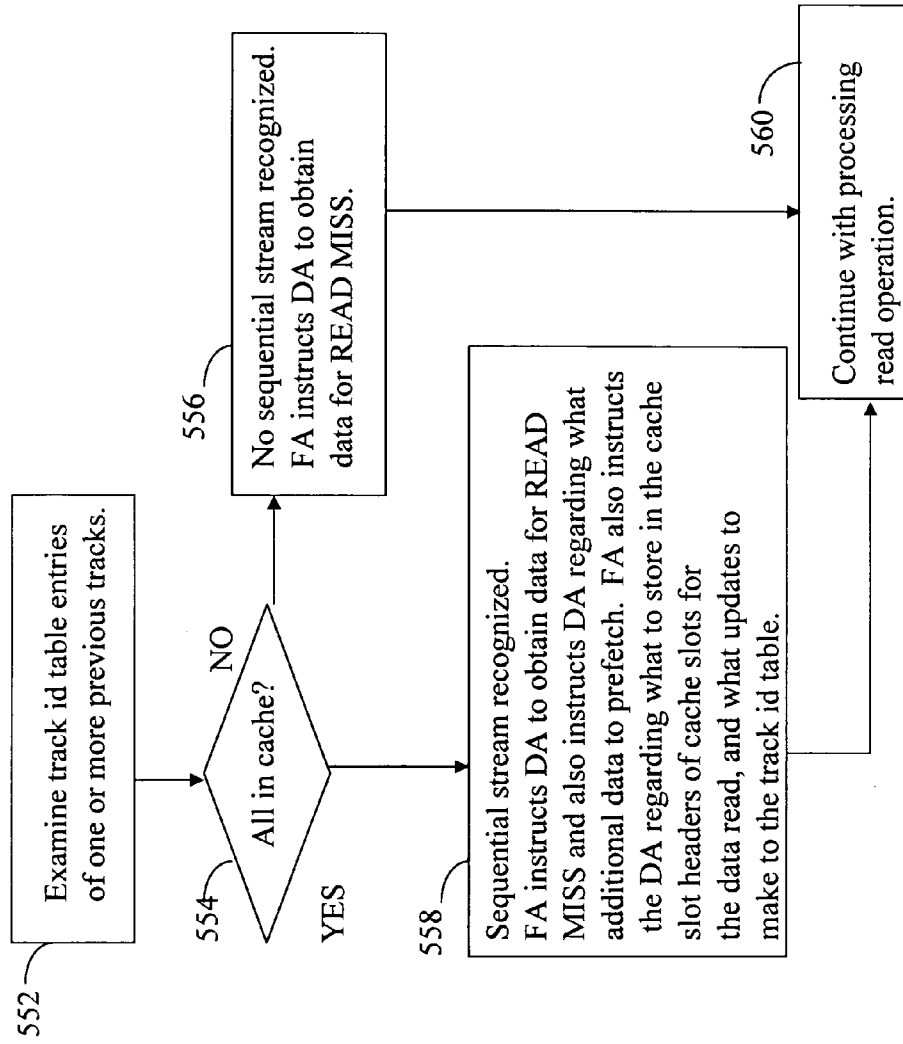 552
Examine track id table entries
of one or more previous tracks.
554
All in cache?
NO
YES
556
No sequential stream recognized.
FA instructs DA to obtain
data for READ MISS.
558
Sequential stream recognized.
FA instructs DA to obtain data for READ
MISS and also instructs DA regarding what
additional data to prefetch.  FA also instructs
the DA regarding what to store in the cache
slot headers of cache slots for
the data read, and what updates to
make to the track id table.
560
Continue with processing
read operation.